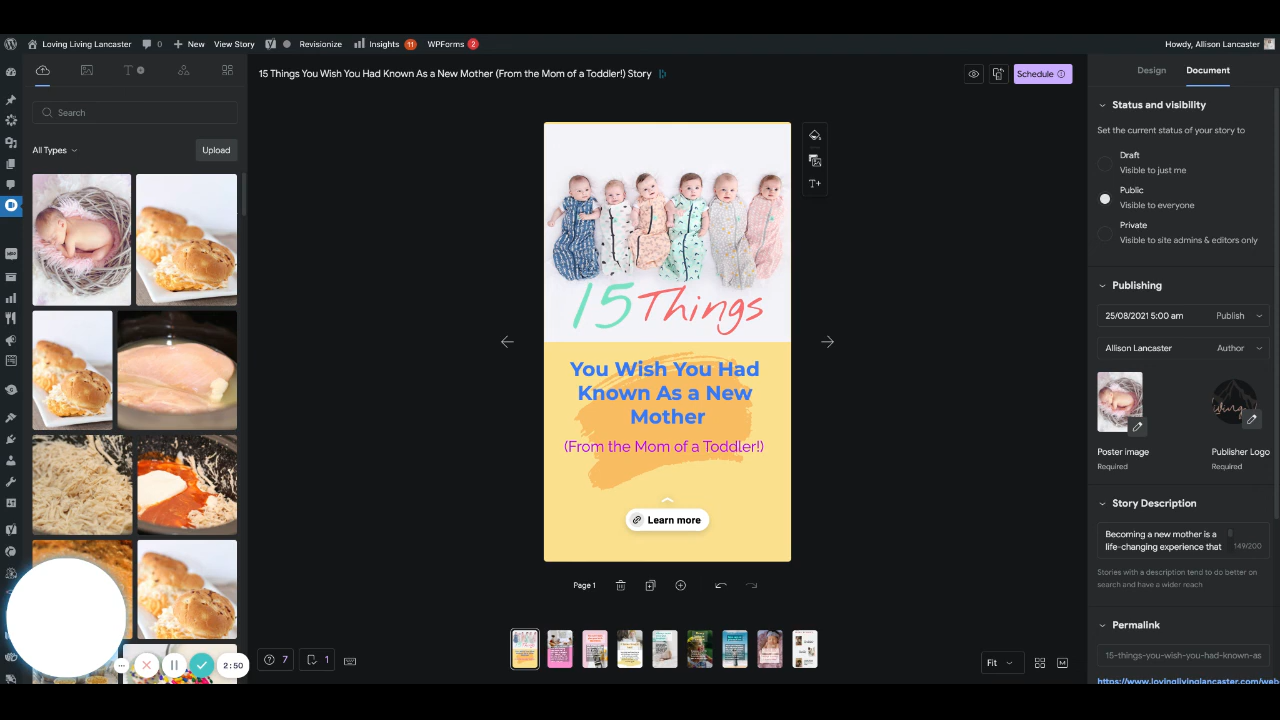 Loving Living Lancaster
0
New
View Story
Revisionize
Insights
11
WPForms
2
Howdy, Allison Lancaster
15 Things You Wish You Had Known As a New Mother (From the Mom of a Toddler!) Story
Schedule
Design
Document
Search
All Types
Upload
Status and visibility
Set the current status of your story to
Draft
Visible to just me
Public
Visible to everyone
Private
Visible to site admins & editors only
Publishing
25/08/2021 5:00 am
Publish
Allison Lancaster
Author
Poster image
Required
Publisher Logo
Required
Story Description
Becoming a new mother is a
life-changing experience that
149/200
Stories with a description tend to do better on
search and have a wider reach
Permalink
15-things-you-wish-you-had-known-as
https://www.lovinglivinglancaster.com/web-
15 Things
You Wish You Had
Known As a New
Mother
(From the Mom of a Toddler!)
Learn more
Page 1
7
1
Fit
M
2:50